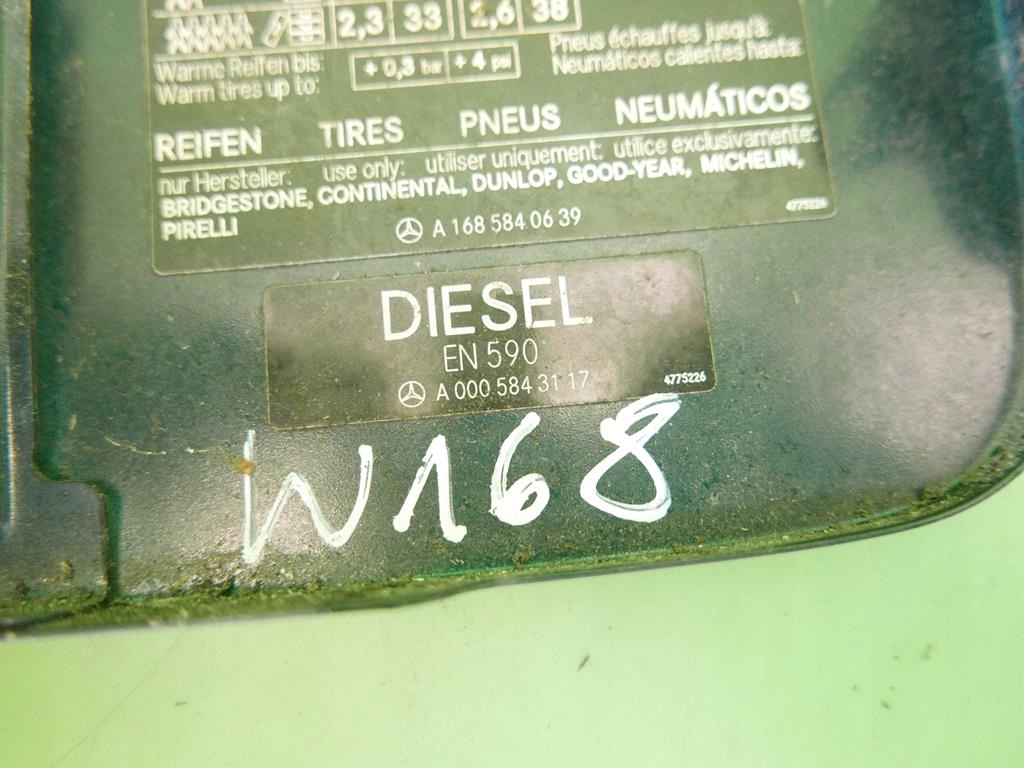 2,3 33 2,6 38
Warme Reifen bis:
Warm tires up to:
+ 0,3 bar + 4 psi
Pneus échauffes jusqu'à:
Neumáticos calientes hasta:
REIFEN TIRES PNEUS NEUMÁTICOS
nur Hersteller: use only: utiliser uniquement: utilice exclusivamente:
BRIDGESTONE, CONTINENTAL, DUNLOP, GOOD-YEAR, MICHELIN,
PIRELLI
A 168 584 06 39
4775226
DIESEL
EN 590
A 000 584 31 17
4775226
W168